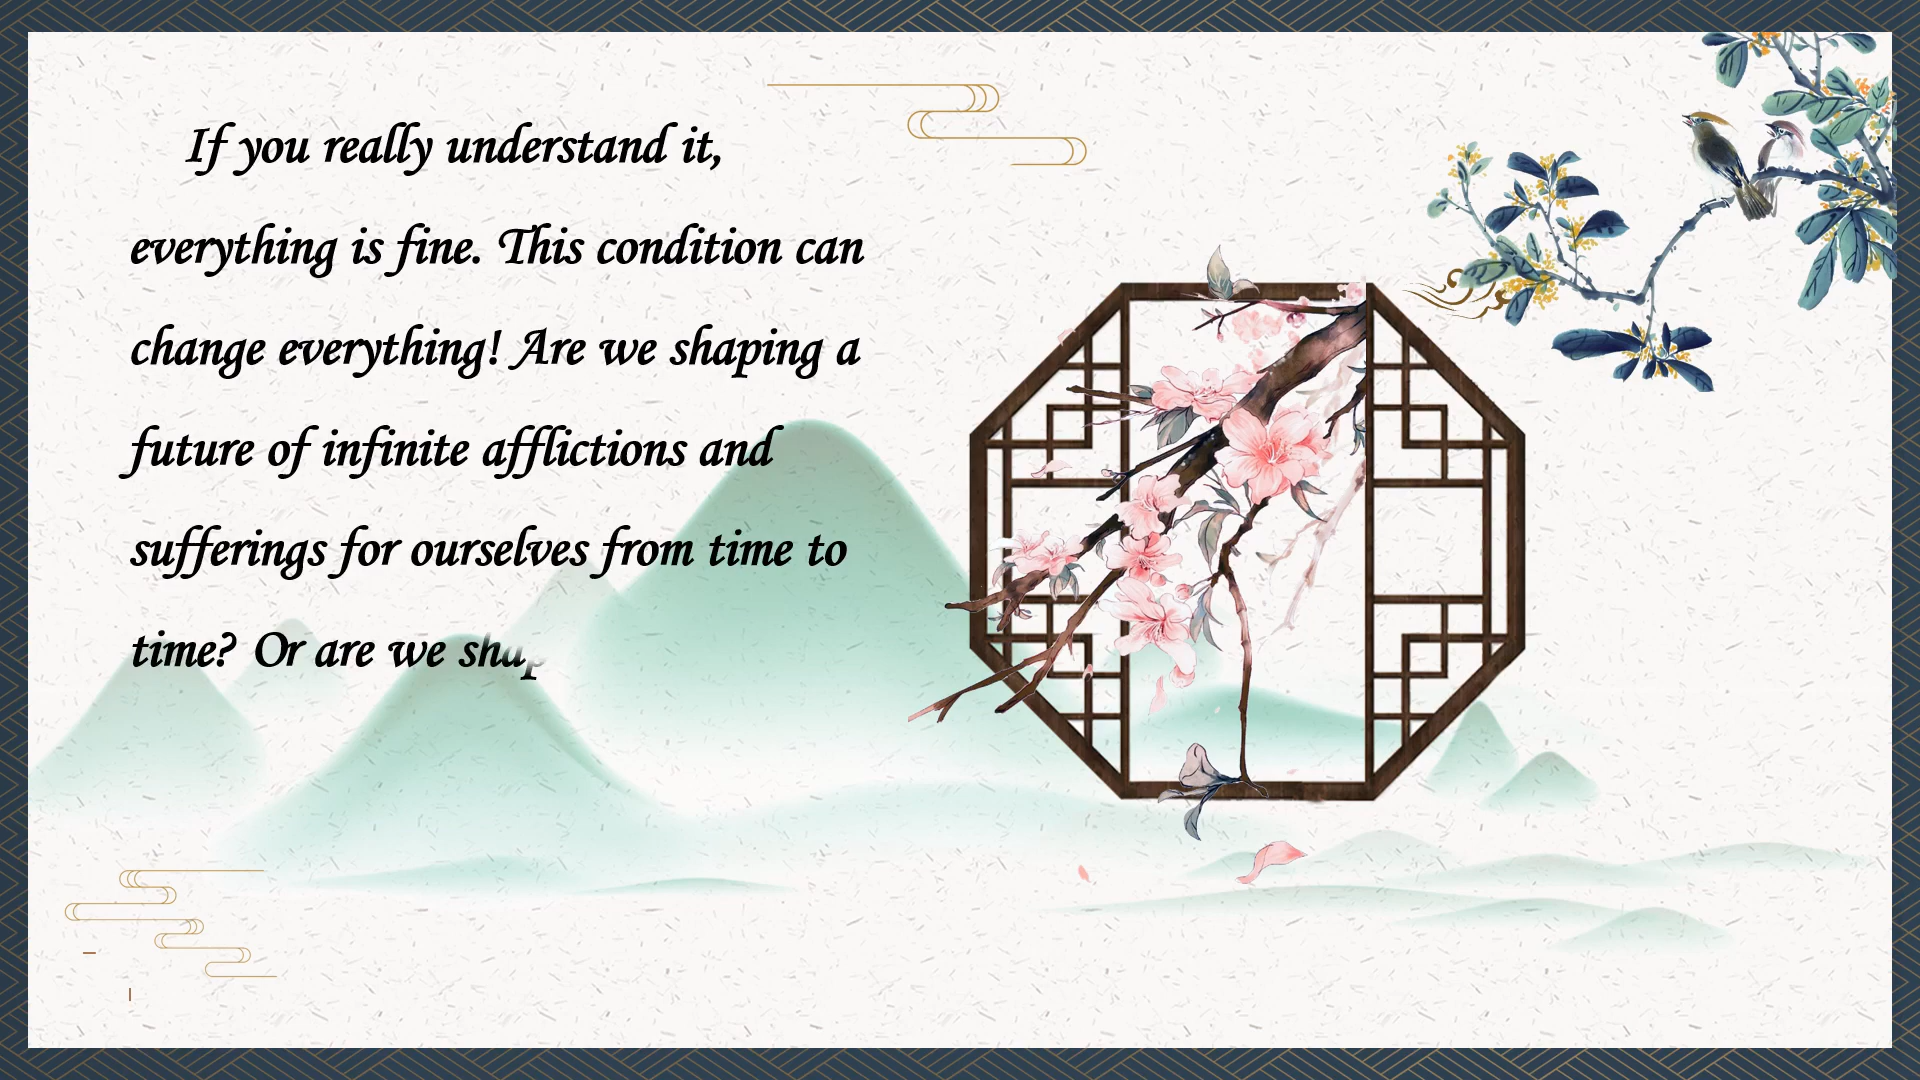 If you really understand it,
everything is fine. This condition can
change everything! Are we shaping a
future of infinite afflictions and
sufferings for ourselves from time to
time? Or are we